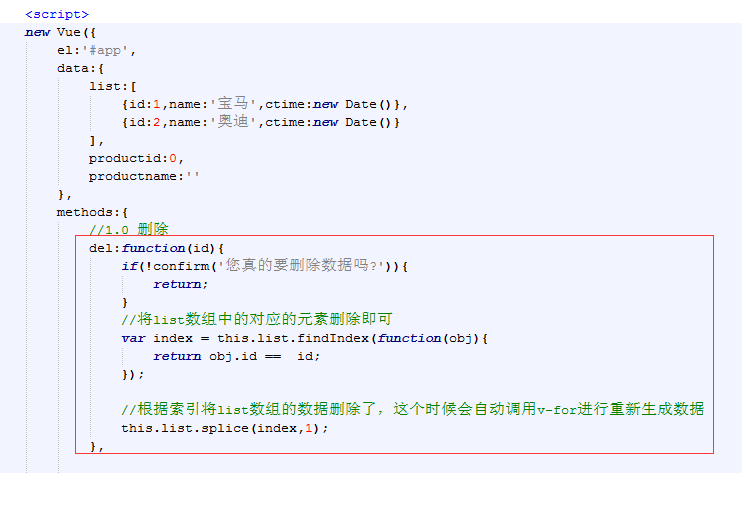 <script>
new Vue({
    el:'#app',
    data:{
        list:[
            {id:1,name:'宝马',ctime:new Date()},
            {id:2,name:'奥迪',ctime:new Date()}
        ],
        productid:0,
        productname:''
    },
    methods:{
        //1.0 删除
        del:function(id){
            if(!confirm('您真的要删除数据吗?')){
                return;
            }
            //将list数组中的对应的元素删除即可
            var index = this.list.findIndex(function(obj){
                return obj.id ==  id;
            });

            //根据索引将list数组的数据删除了，这个时候会自动调用v-for进行重新生成数据
            this.list.splice(index,1);
        },